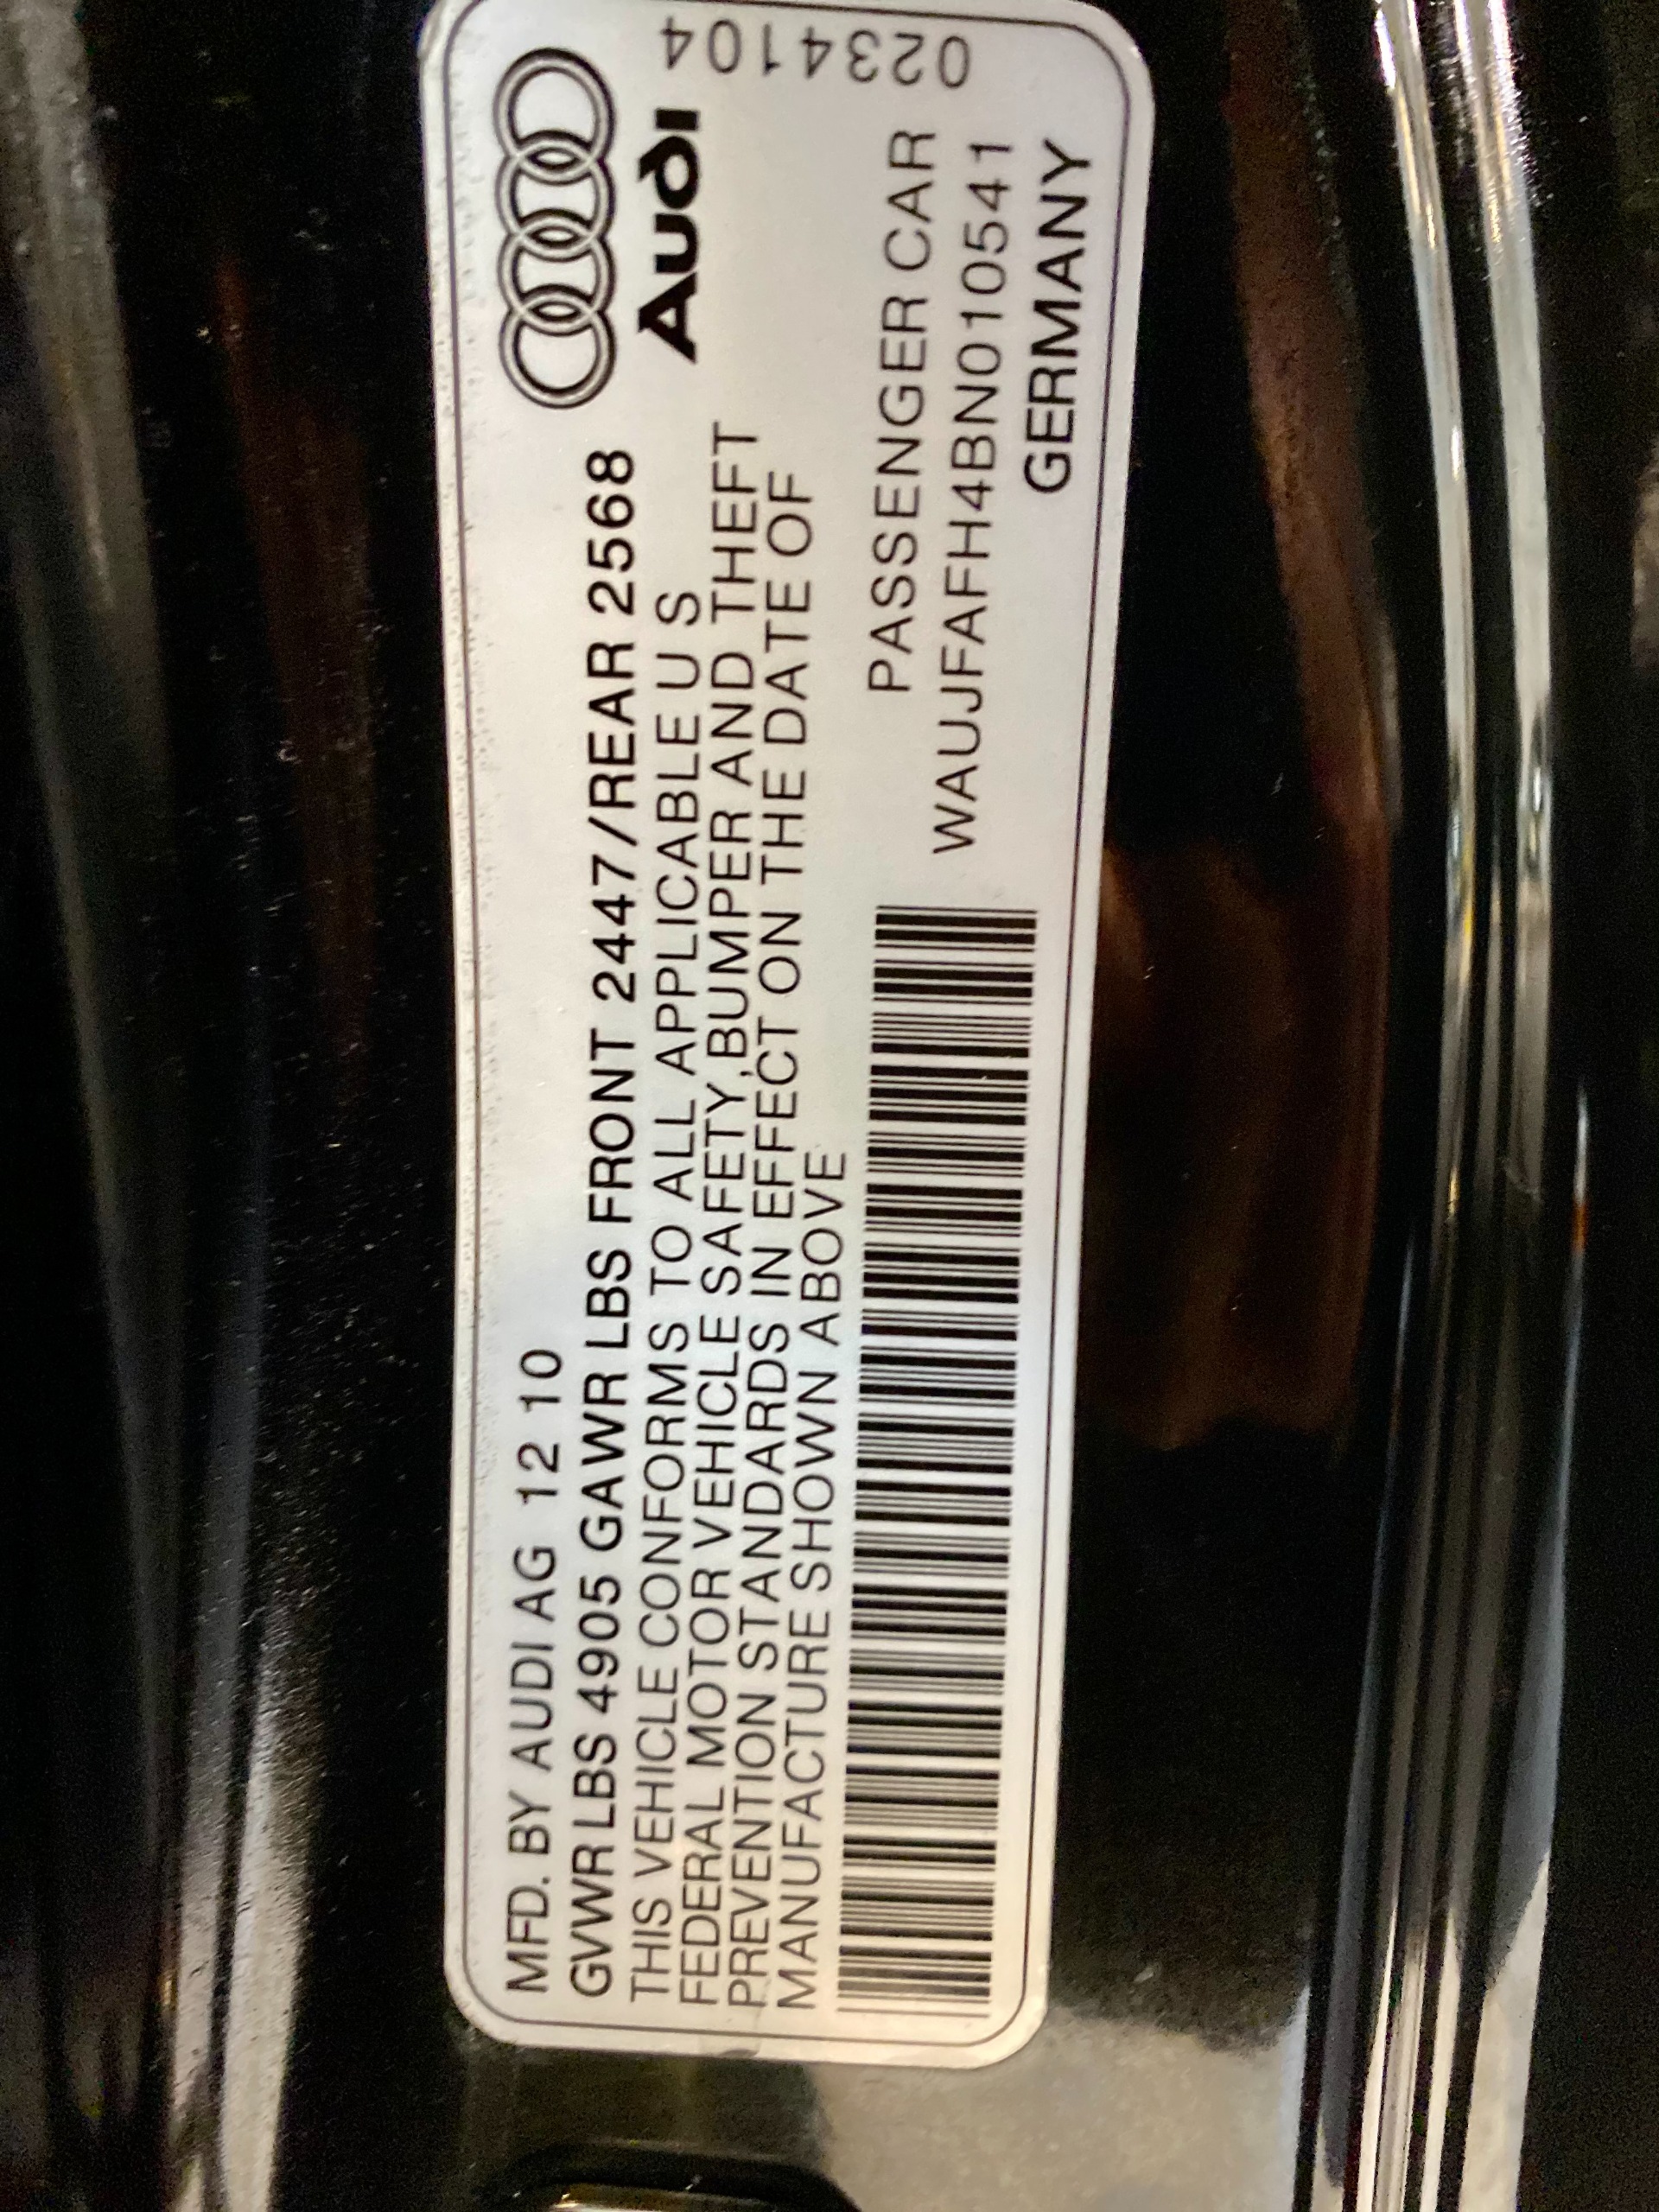 MFD. BY AUDI AG 12 10
GVWR LBS 4905 GAWR LBS FRONT 2447/REAR 2568
THIS VEHICLE CONFORMS TO ALL APPLICABLE U S
FEDERAL MOTOR VEHICLE SAFETY,BUMPER AND THEFT
PREVENTION STANDARDS IN EFFECT ON THE DATE OF
MANUFACTURE SHOWN ABOVE
Audi
PASSENGER CAR
WAUJFAFH4BN010541
GERMANY
0234104